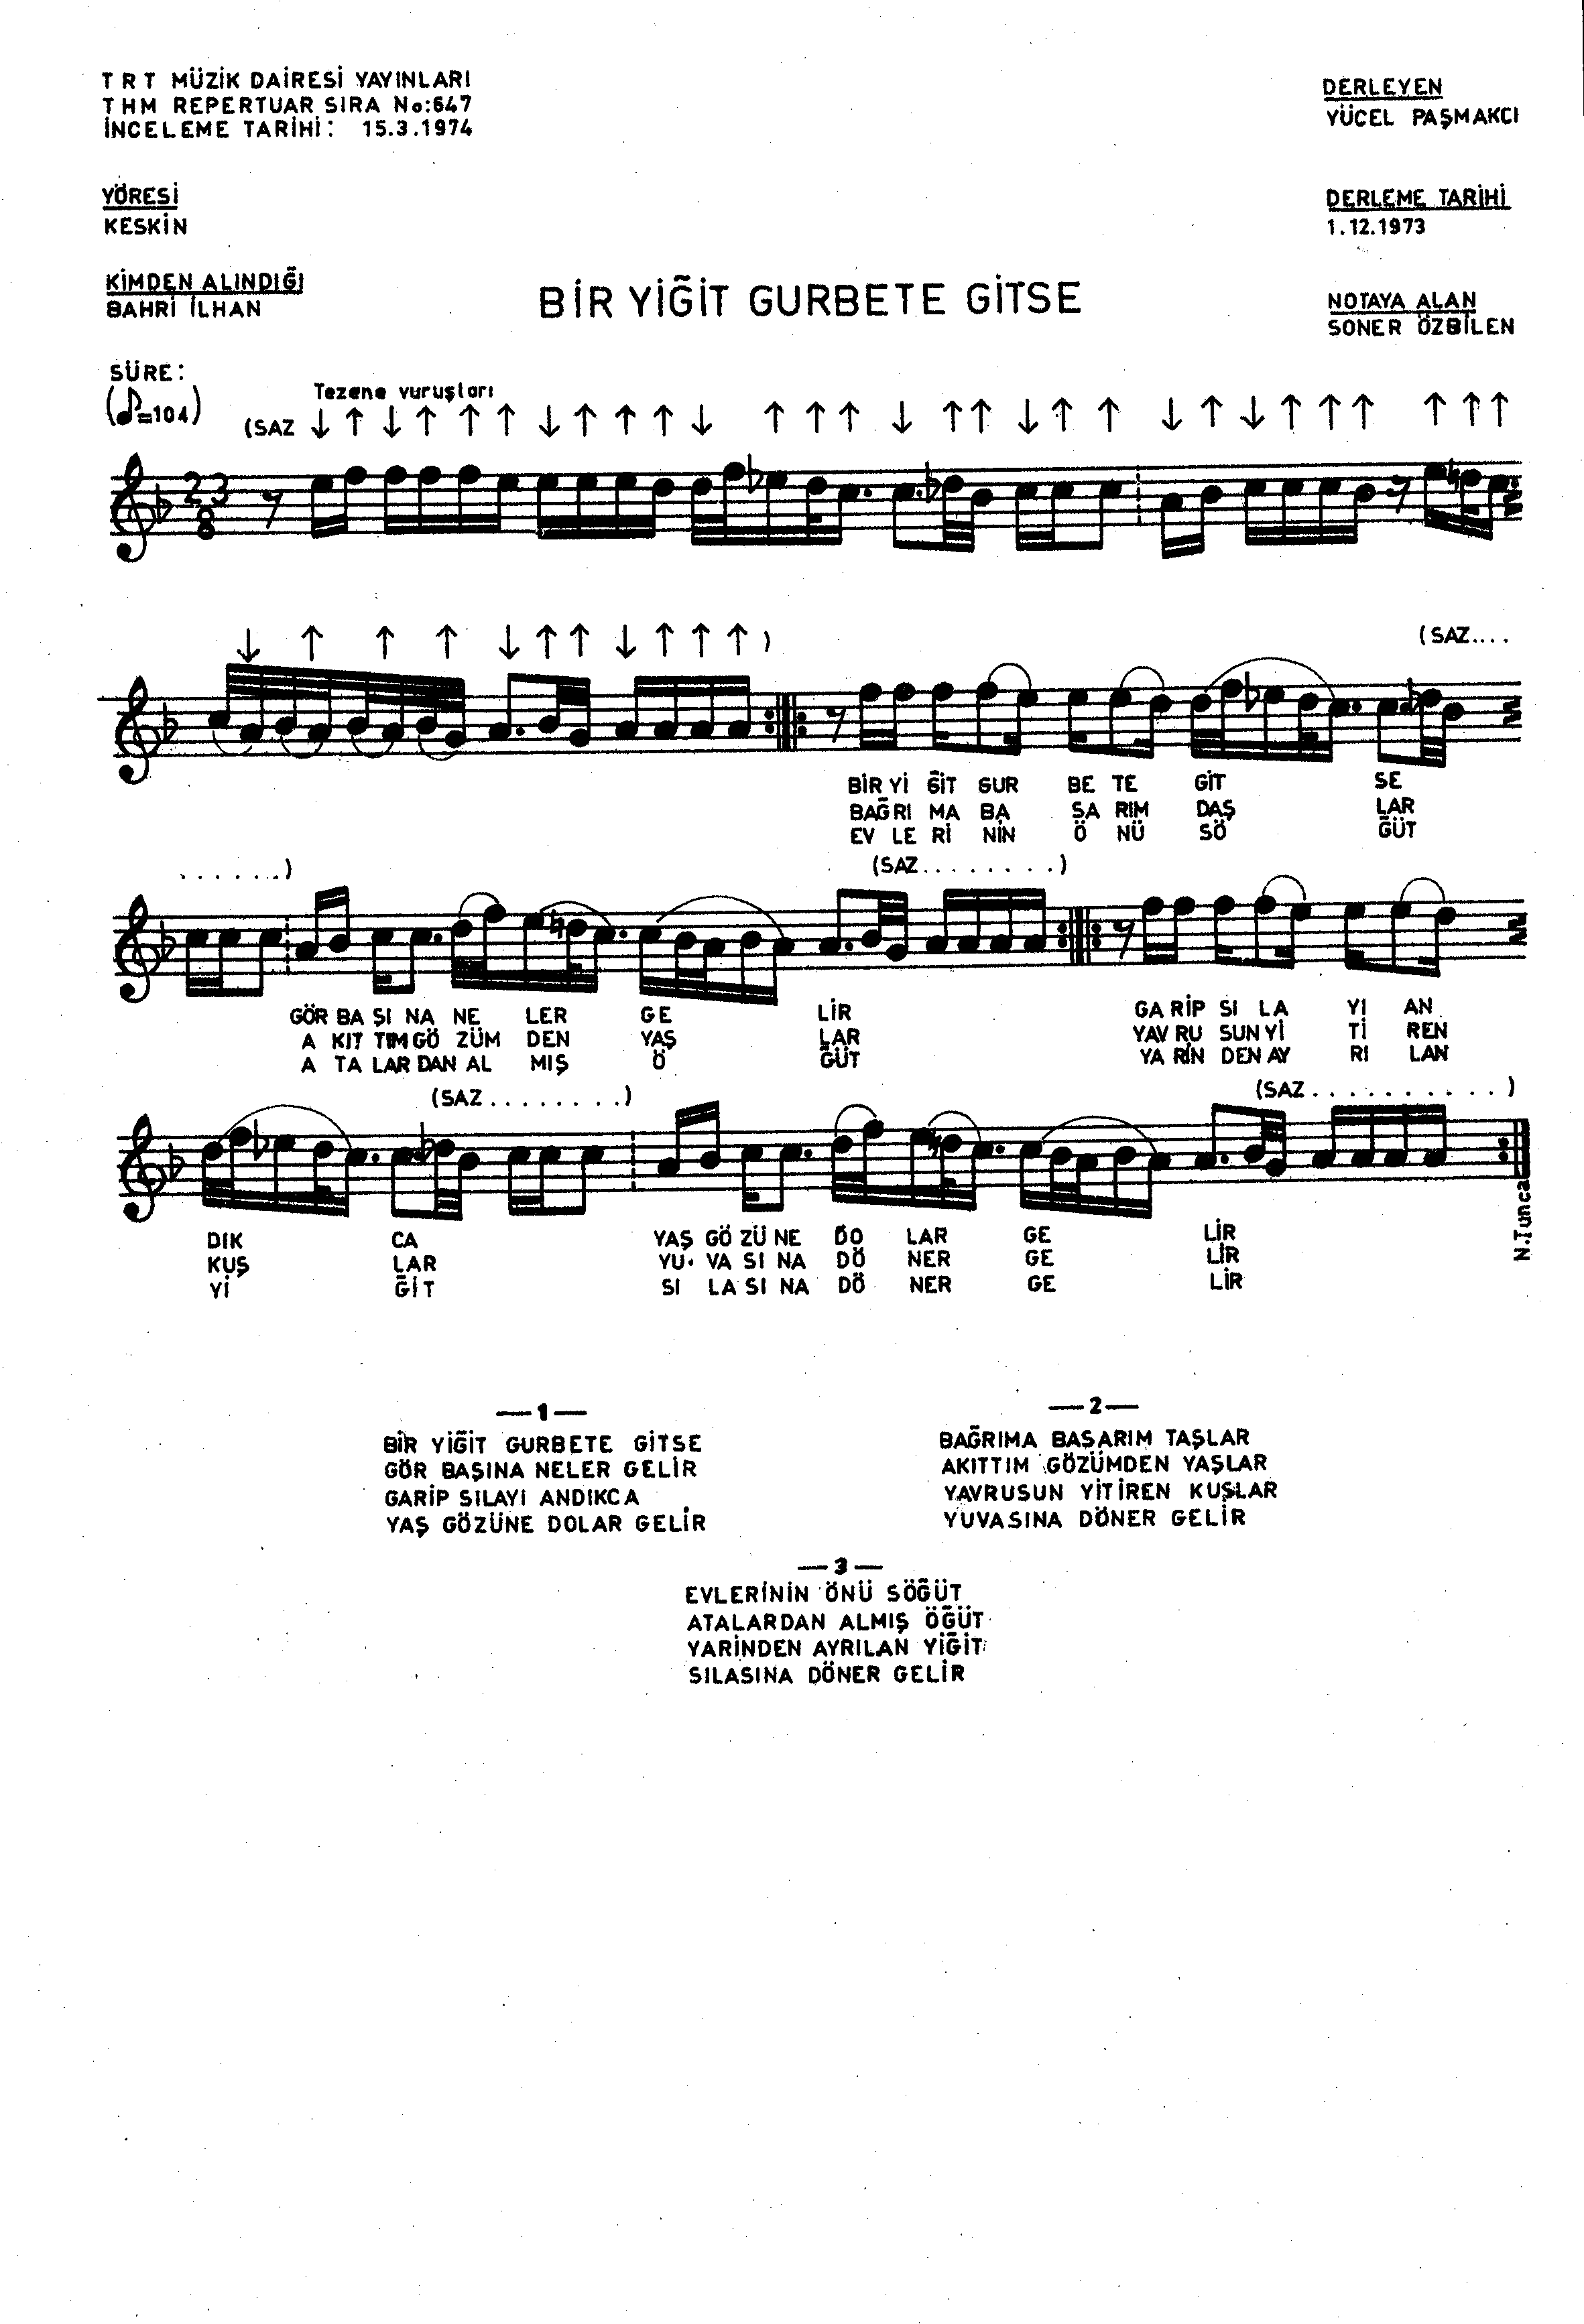 TRT MÜZİK DAİRESİ YAYINLARI
THM REPERTUAR SIRA No:647
İNCELEME TARİHİ: 15.3.1974
DERLEYEN
YÜCEL PAŞMAKCI
YÖRESİ
KESKİN
DERLEME TARİHİ
1.12.1973
KİMDEN ALINDIĞI
BAHRİ İLHAN
BİR YİĞİT GURBETE GİTSE
NOTAYA ALAN
SONER ÖZBİLEN
SÜRE:
(♪=104)
Tezene vuruşları
(SAZ ↓ ↑ ↓ ↑ ↑ ↑ ↓ ↑ ↑ ↑ ↓ ↑ ↑ ↑ ↓ ↑ ↑ ↓ ↑ ↑ ↓ ↑ ↓ ↑ ↑ ↑ ↑ ↑ ↑
2 3
8
↓ ↑ ↑ ↑ ↓ ↑ ↑ ↓ ↑ ↑ ↑ )
(SAZ....
BİR Yİ ĞİT GUR BE TE GİT SE
BAĞ RI MA BA SA RIM DAŞ LAR
EV LE Rİ NİN Ö NÜ SÖ ĞÜT
......)
(SAZ........)
GÖR BA ŞI NA NE LER GE LİR
A KIT TIM GÖ ZÜM DEN YAŞ LAR
A TA LAR DAN AL MIŞ Ö ĞÜT
GA RİP SI LA YI AN
YAV RU SUN Yİ Tİ REN
YA RİN DEN AY RI LAN
(SAZ........)
(SAZ..........)
DIK CA YAŞ GÖ ZÜ NE DO LAR GE LİR
KUŞ LAR YU VA SI NA DÖ NER GE LİR
Yİ ĞİT SI LA SI NA DÖ NER GE LİR
N.Tunca
—1—
BİR YİĞİT GURBETE GİTSE
GÖR BAŞINA NELER GELİR
GARİP SILAYI ANDIKCA
YAŞ GÖZÜNE DOLAR GELİR
—2—
BAĞRIMA BASARIM TAŞLAR
AKITTIM GÖZÜMDEN YAŞLAR
YAVRUSUN YİTİREN KUŞLAR
YUVASINA DÖNER GELİR
—3—
EVLERİNİN ÖNÜ SÖĞÜT
ATALARDAN ALMIŞ ÖĞÜT
YARİNDEN AYRILAN YİĞİT
SILASINA DÖNER GELİR